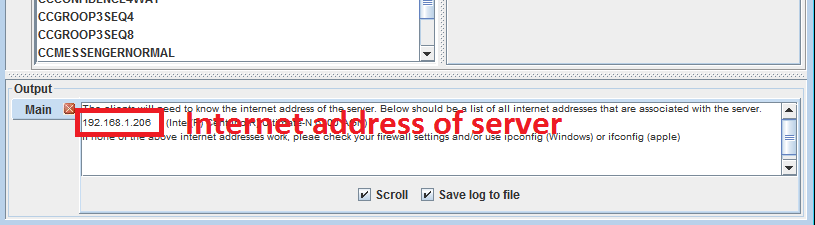 CCCONFIDENCE4WAY
CCGROOP3SEQ4
CCGROOP3SEQ8
CCMESSENGERNORMAL
Output
Main
The clients will need to know the internet address of the server. Below should be a list of all internet addresses that are associated with the server.
192.168.1.206
Internet address of server
If none of the above internet addresses work, pleae check your firewall settings and/or use ipconfig (Windows) or ifconfig (apple)
Scroll
Save log to file